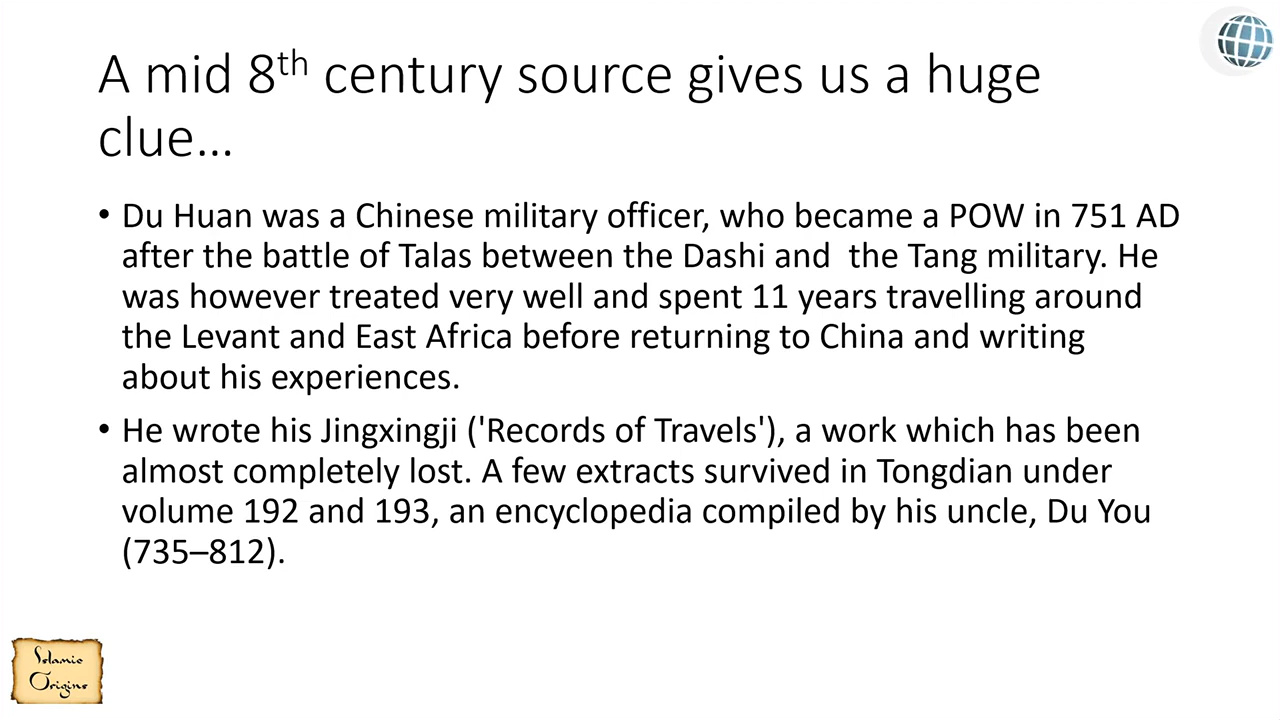 A mid 8th century source gives us a huge
clue…
• Du Huan was a Chinese military officer, who became a POW in 751 AD
after the battle of Talas between the Dashi and  the Tang military. He
was however treated very well and spent 11 years travelling around
the Levant and East Africa before returning to China and writing
about his experiences.
• He wrote his Jingxingji ('Records of Travels'), a work which has been
almost completely lost. A few extracts survived in Tongdian under
volume 192 and 193, an encyclopedia compiled by his uncle, Du You
(735–812).
Islamic
Origins